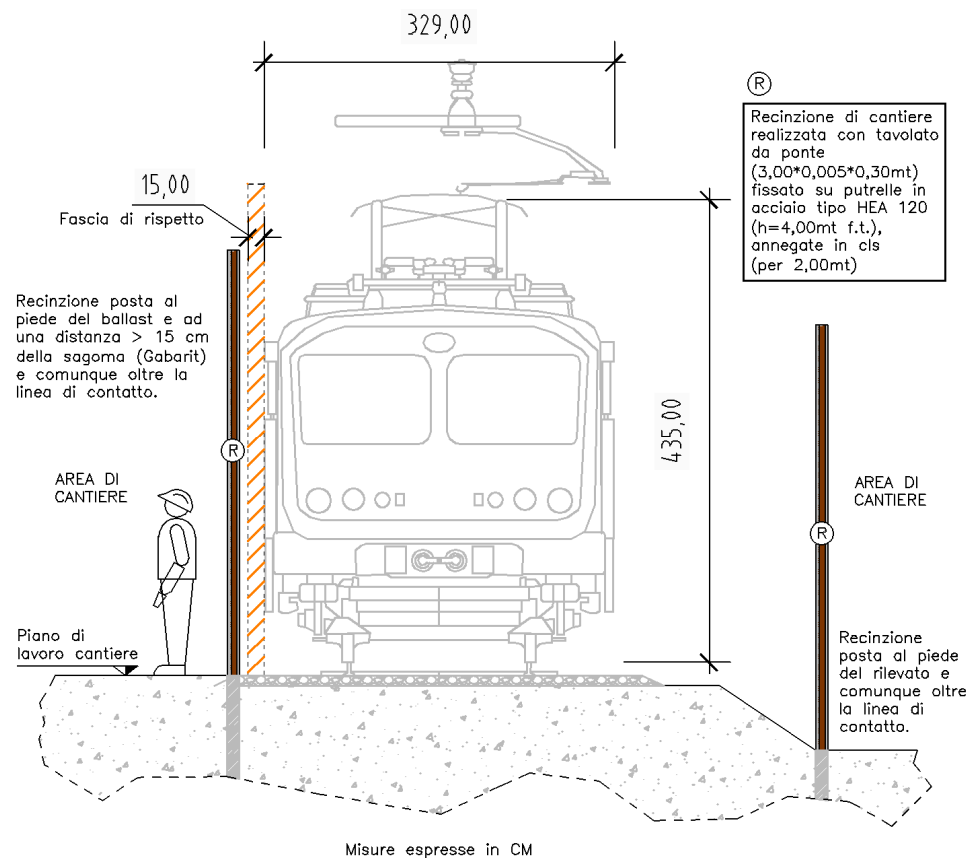 329,00
R
Recinzione di cantiere
realizzata con tavolato
da ponte
(3,00*0,005*0,30mt)
fissato su putrelle in
acciaio tipo HEA 120
(h=4,00mt f.t.),
annegate in cls
(per 2,00mt)
15,00
Fascia di rispetto
Recinzione posta al
piede del ballast e ad
una distanza > 15 cm
della sagoma (Gabarit)
e comunque oltre la
linea di contatto.
435,00
R
AREA DI
CANTIERE
AREA DI
CANTIERE
R
Piano di
lavoro cantiere
Recinzione
posta al piede
del rilevato e
comunque oltre
la linea di
contatto.
Misure espresse in CM